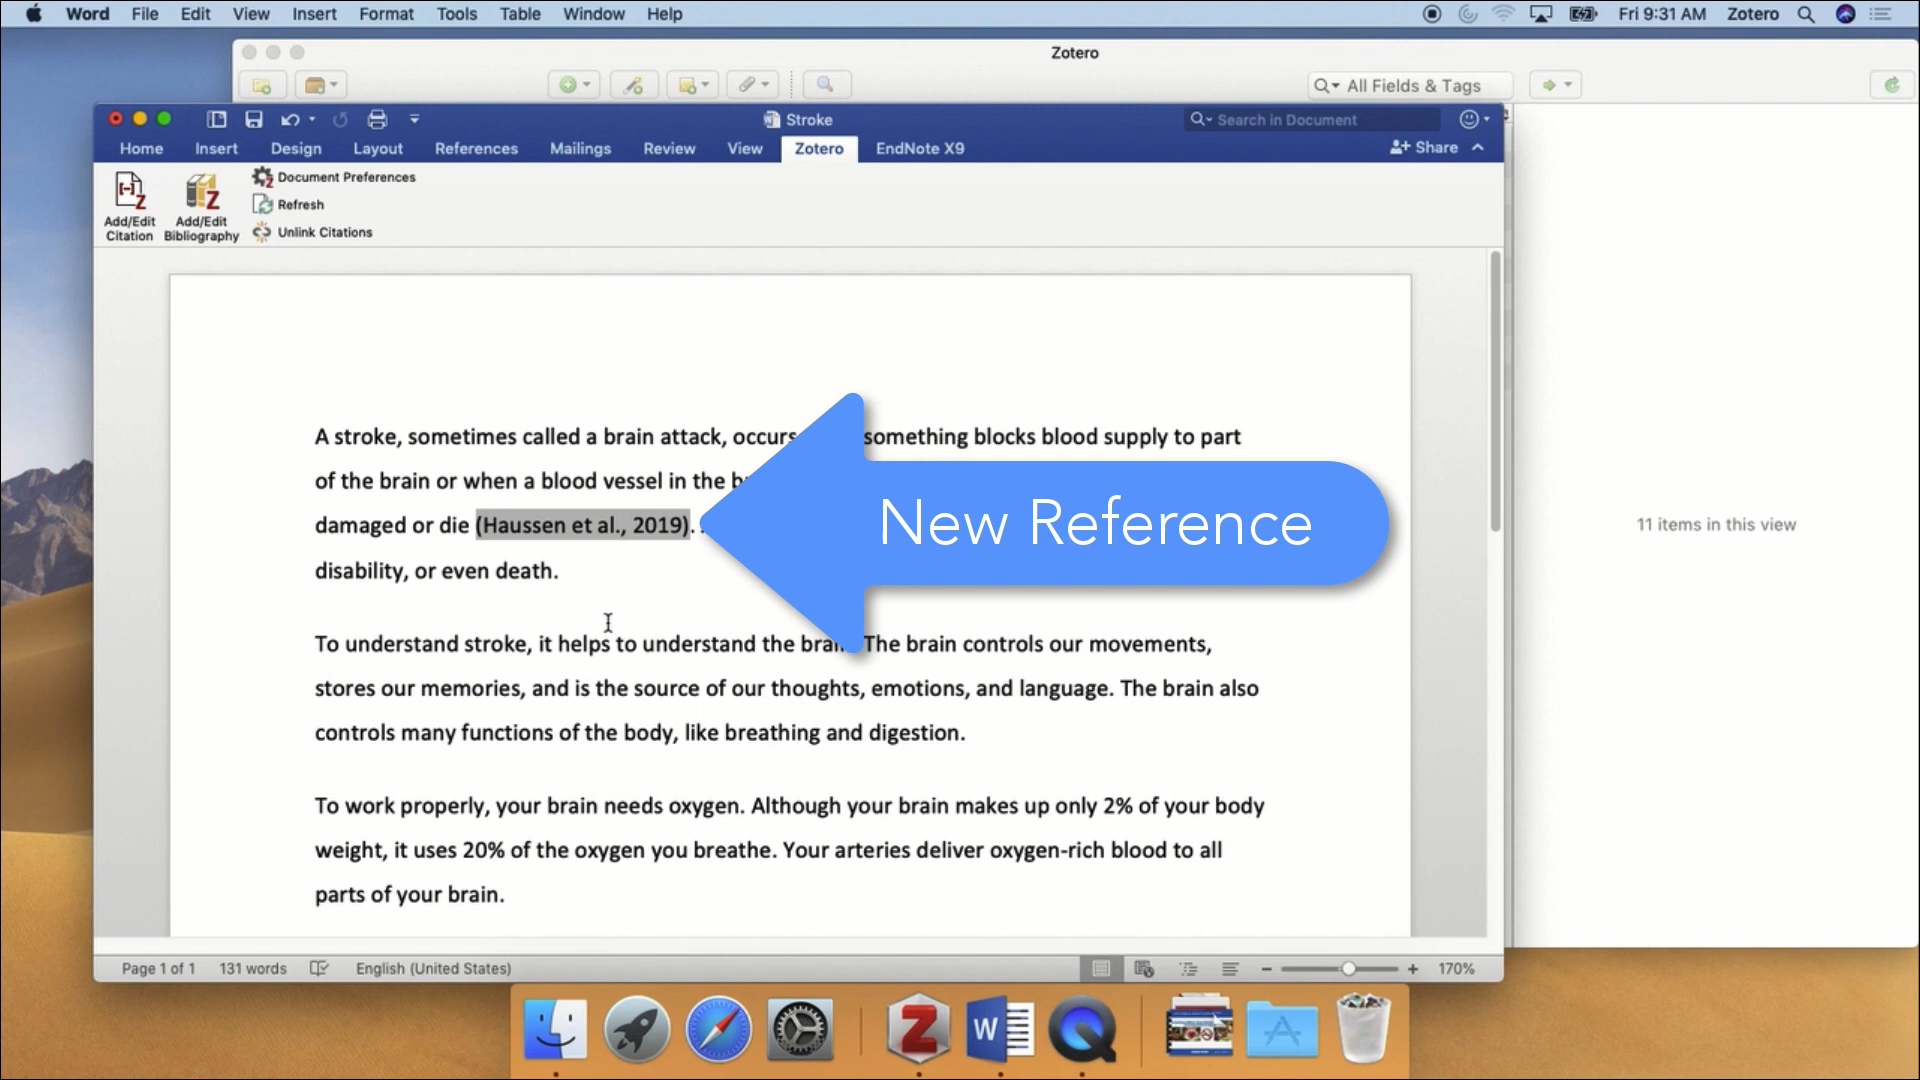 Word File Edit View Insert Format Tools Table Window Help Fri 9:31 AM Zotero
Zotero
All Fields & Tags
Stroke
Search in Document
Home Insert Design Layout References Mailings Review View Zotero EndNote X9 Share
Add/Edit Citation
Add/Edit Bibliography
Document Preferences
Refresh
Unlink Citations
A stroke, sometimes called a brain attack, occurs something blocks blood supply to part
of the brain or when a blood vessel in the
damaged or die (Haussen et al., 2019).
disability, or even death.
New Reference
11 items in this view
To understand stroke, it helps to understand the The brain controls our movements,
stores our memories, and is the source of our thoughts, emotions, and language. The brain also
controls many functions of the body, like breathing and digestion.
To work properly, your brain needs oxygen. Although your brain makes up only 2% of your body
weight, it uses 20% of the oxygen you breathe. Your arteries deliver oxygen-rich blood to all
parts of your brain.
Page 1 of 1 131 words English (United States) 170%